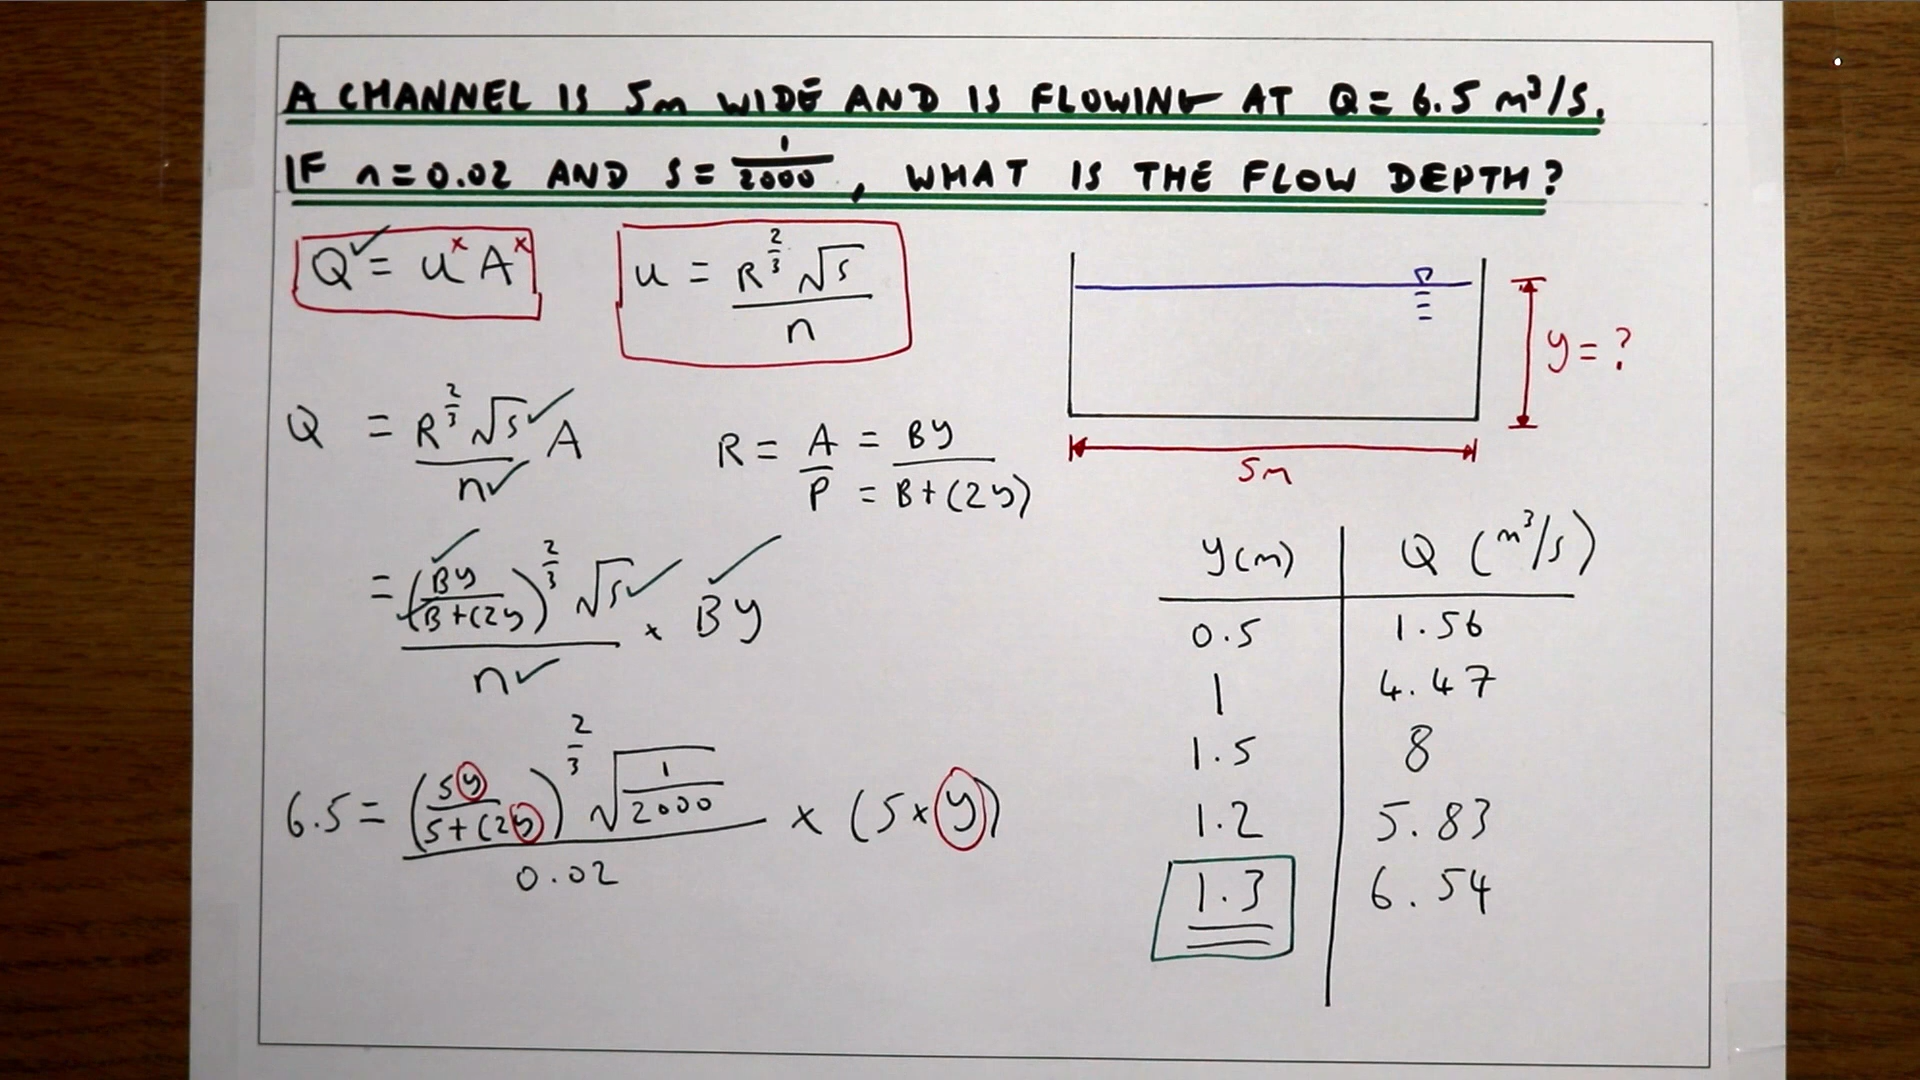 A CHANNEL IS 5m WIDE AND IS FLOWING AT Q = 6.5 m³/s.
IF n = 0.02 AND S = 1/2000, WHAT IS THE FLOW DEPTH?
Q ✓ = u ˣ A ˣ
u = R^(2/3) √s / n
y = ?
5m
Q = R^(2/3) √s ✓ / n ✓ A
R = A/P = By
P = B + (2y)
= (By ✓ / B + (2y))^(2/3) √s ✓ / n ✓ × By ✓
6.5 = (5y / 5 + (2y))^(2/3) √(1/2000) / 0.02 × (5 × y)
y (m) Q (m³/s)
0.5 1.56
1 4.47
1.5 8
1.2 5.83
1.3 6.54